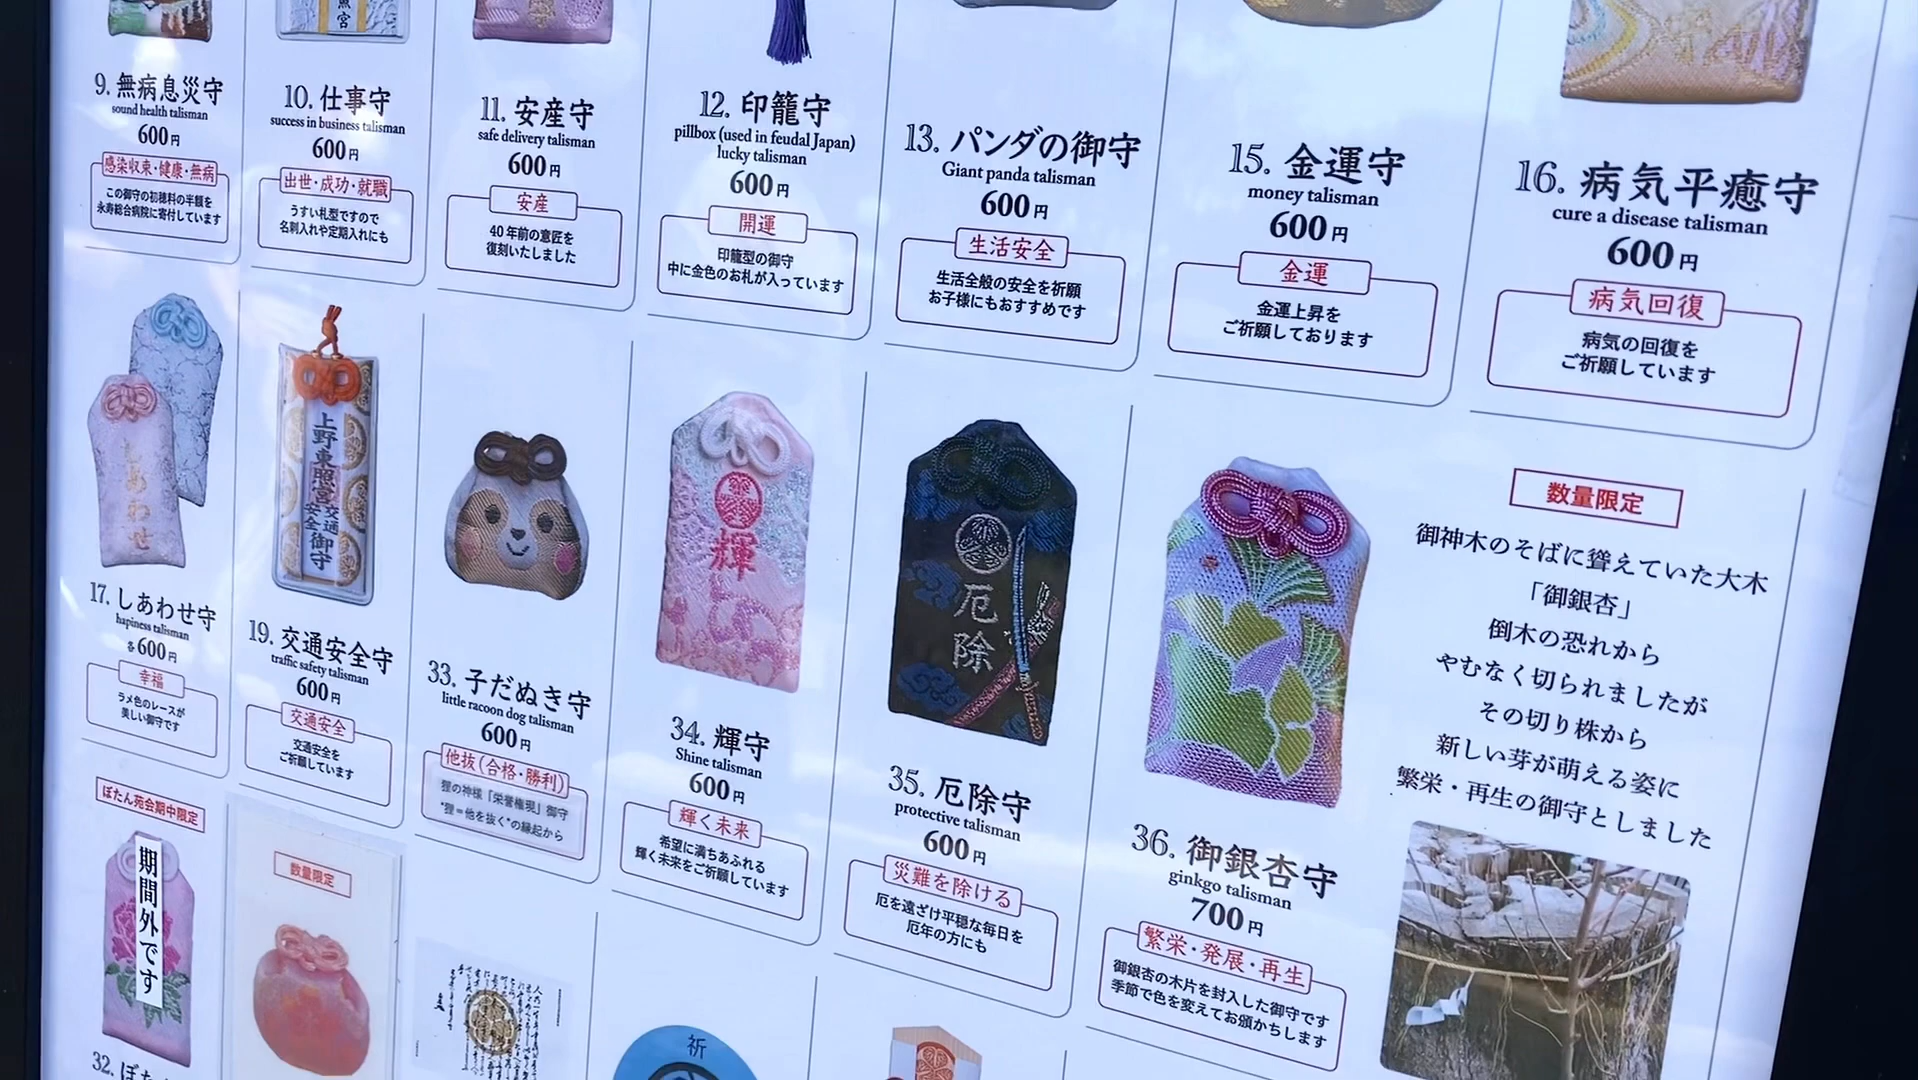 9. 無病息災守
sound health talisman
600円
感染収束・健康・無病
この御守の初穂料の半額を
永寿総合病院に寄付しています
10. 仕事守
success in business talisman
600円
出世・成功・就職
うすい札型ですので
名刺入れや定期入れにも
11. 安産守
safe delivery talisman
600円
安産
40年前の意匠を
復刻いたしました
12. 印籠守
pillbox (used in feudal Japan)
lucky talisman
600円
開運
印籠型の御守
中に金色のお札が入っています
13. パンダの御守
Giant panda talisman
600円
生活安全
生活全般の安全を祈願
お子様にもおすすめです
15. 金運守
money talisman
600円
金運
金運上昇を
ご祈願しております
16. 病気平癒守
cure a disease talisman
600円
病気回復
病気の回復を
ご祈願しています
しあわせ
17. しあわせ守
hapiness talisman
各600円
幸福
ラメ色のレースが
美しい御守です
上野東照宮
交通安全御守
19. 交通安全守
traffic safety talisman
600円
交通安全
交通安全を
ご祈願しています
33. 子だぬき守
little racoon dog talisman
600円
他抜(合格・勝利)
狸の神様「栄誉権現」御守
"狸=他を抜く"の縁起から
輝
34. 輝守
Shine talisman
600円
輝く未来
希望に満ちあふれる
輝く未来をご祈願しています
厄除
35. 厄除守
protective talisman
600円
災難を除ける
厄を遠ざけ平穏な毎日を
厄年の方にも
36. 御銀杏守
ginkgo talisman
700円
繁栄・発展・再生
御銀杏の木片を封入した御守です
季節で色を変えてお頒かちします
数量限定
御神木のそばに聳えていた大木
「御銀杏」
倒木の恐れから
やむなく切られましたが
その切り株から
新しい芽が萌える姿に
繁栄・再生の御守としました
ぼたん苑会期中限定
期間外です
32. ぼた
数量限定
祈